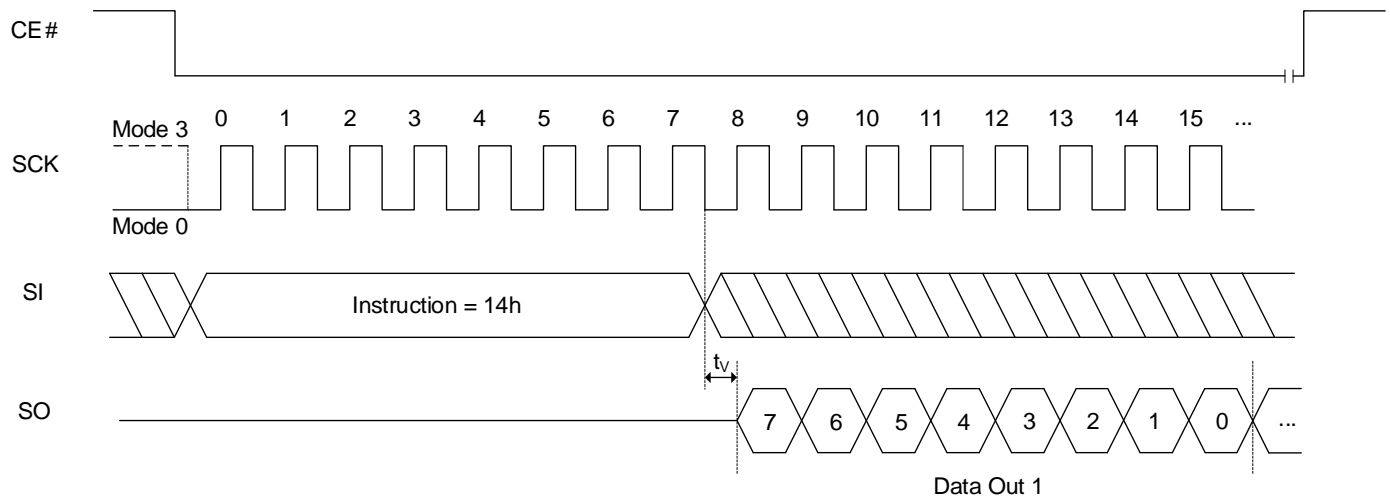 CE#
0 1 2 3 4 5 6 7 8 9 10 11 12 13 14 15 ...
Mode 3
SCK
Mode 0
SI
Instruction = 14h
tV
SO
7 6 5 4 3 2 1 0 ...
Data Out 1